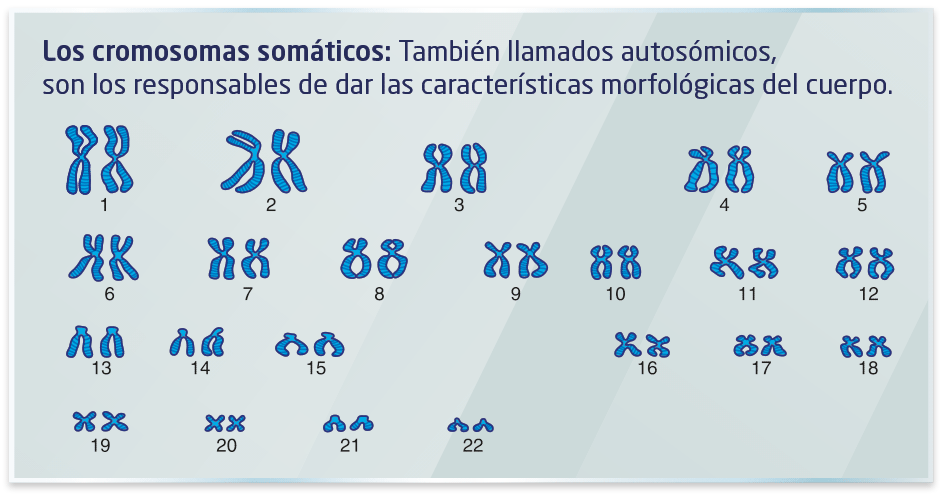 Los cromosomas somáticos: También llamados autosómicos,
son los responsables de dar las características morfológicas del cuerpo.
1 2 3 4 5
6 7 8 9 10 11 12
13 14 15 16 17 18
19 20 21 22